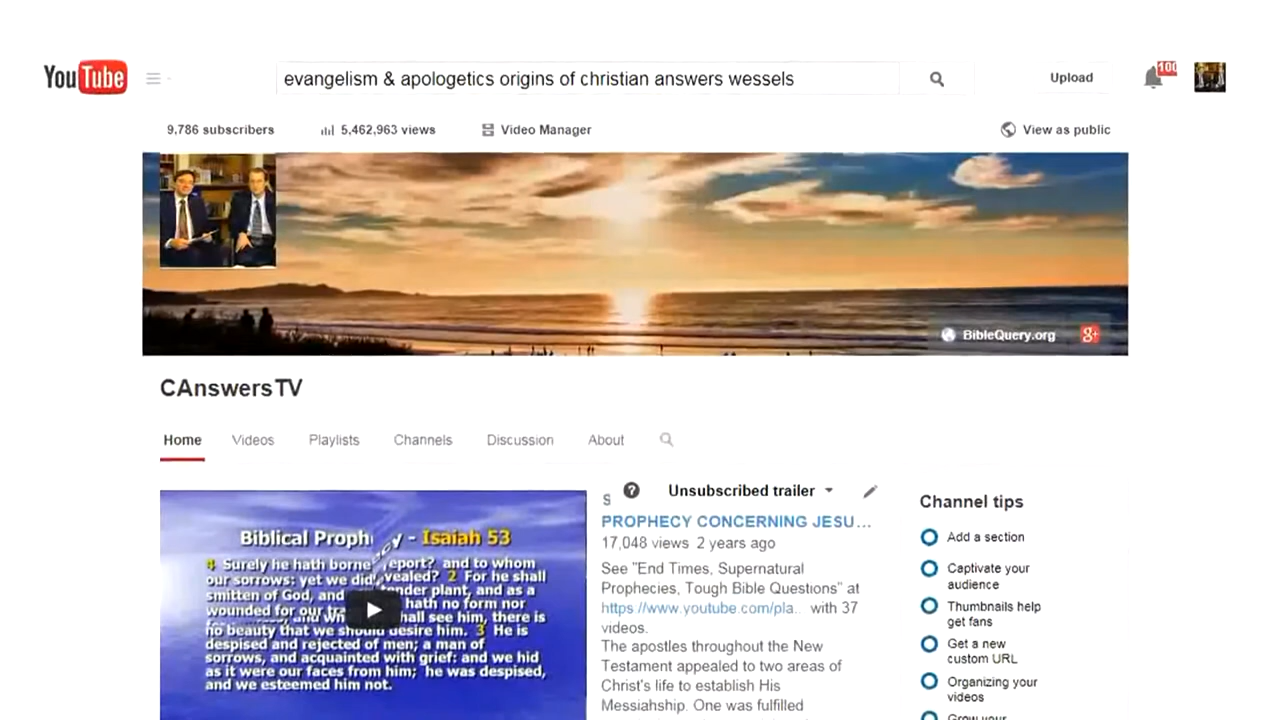 YouTube
evangelism & apologetics origins of christian answers wessels
Upload
100
9,786 subscribers
5,462,963 views
Video Manager
View as public
BibleQuery.org
g+
CAnswersTV
Home
Videos
Playlists
Channels
Discussion
About
Biblical Proph y - Isaiah 53
4 Surely he hath borne eport? and to whom
our sorrows: yet we did vealed? 2 For he shall
smitten of God, and ender plant, and as a
wounded for our hath no form nor
hall see him, there is
no beauty that we should desire him. 3 He is
despised and rejected of men; a man of
sorrows, and acquainted with grief: and we hid
as it were our faces from him; he was despised,
and we esteemed him not.
S
?
Unsubscribed trailer
PROPHECY CONCERNING JESU...
17,048 views 2 years ago
See "End Times, Supernatural
Prophecies, Tough Bible Questions" at
https://www.youtube.com/pla... with 37
videos.
The apostles throughout the New
Testament appealed to two areas of
Christ's life to establish His
Messiahship. One was fulfilled
Channel tips
Add a section
Captivate your
audience
Thumbnails help
get fans
Get a new
custom URL
Organizing your
videos
Grow your